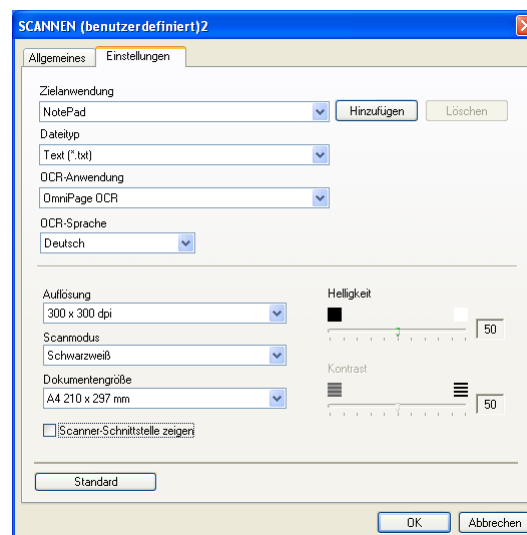 SCANNEN (benutzerdefiniert)2
Allgemeines Einstellungen
Zielanwendung
NotePad Hinzufügen Löschen
Dateityp
Text (*.txt)
OCR-Anwendung
OmniPage OCR
OCR-Sprache
Deutsch
Auflösung Helligkeit
300 x 300 dpi
50
Scanmodus
Schwarzweiß
Kontrast
Dokumentengröße
A4 210 x 297 mm
50
Scanner-Schnittstelle zeigen
Standard
OK Abbrechen